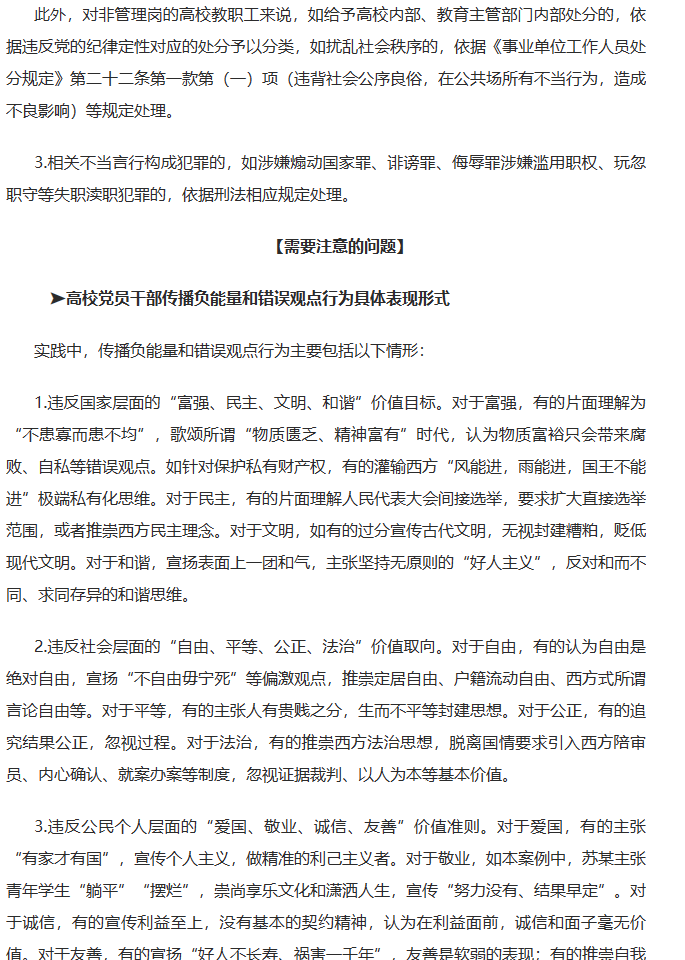 此外，对非管理岗的高校教职工来说，如给予高校内部、教育主管部门内部处分的，依
据违反党的纪律定性对应的处分予以分类，如扰乱社会秩序的，依据《事业单位工作人员处
分规定》第二十二条第一款第（一）项（违背社会公序良俗，在公共场所有不当行为，造成
不良影响）等规定处理。
3.相关不当言行构成犯罪的，如涉嫌煽动国家罪、诽谤罪、侮辱罪涉嫌滥用职权、玩忽
职守等失职渎职犯罪的，依据刑法相应规定处理。
【需要注意的问题】
➤高校党员干部传播负能量和错误观点行为具体表现形式
实践中，传播负能量和错误观点行为主要包括以下情形：
1.违反国家层面的“富强、民主、文明、和谐”价值目标。对于富强，有的片面理解为
“不患寡而患不均”，歌颂所谓“物质匮乏、精神富有”时代，认为物质富裕只会带来腐
败、自私等错误观点。如针对保护私有财产权，有的灌输西方“风能进，雨能进，国王不能
进”极端私有化思维。对于民主，有的片面理解人民代表大会间接选举，要求扩大直接选举
范围，或者推崇西方民主理念。对于文明，如有的过分宣传古代文明，无视封建糟粕，贬低
现代文明。对于和谐，宣扬表面上一团和气，主张坚持无原则的“好人主义”，反对和而不
同、求同存异的和谐思维。
2.违反社会层面的“自由、平等、公正、法治”价值取向。对于自由，有的认为自由是
绝对自由，宣扬“不自由毋宁死”等偏激观点，推崇定居自由、户籍流动自由、西方式所谓
言论自由等。对于平等，有的主张人有贵贱之分，生而不平等封建思想。对于公正，有的追
究结果公正，忽视过程。对于法治，有的推崇西方法治思想，脱离国情要求引入西方陪审
员、内心确认、就案办案等制度，忽视证据裁判、以人为本等基本价值。
3.违反公民个人层面的“爱国、敬业、诚信、友善”价值准则。对于爱国，有的主张
“有家才有国”，宣传个人主义，做精准的利己主义者。对于敬业，如本案例中，苏某主张
青年学生“躺平”“摆烂”，崇尚享乐文化和潇洒人生，宣传“努力没有、结果早定”。对
于诚信，有的宣传利益至上，没有基本的契约精神，认为在利益面前，诚信和面子毫无价
值。对于友善，有的宣扬“好人不长寿、祸害一千年”，友善是软弱的表现；有的推崇自我